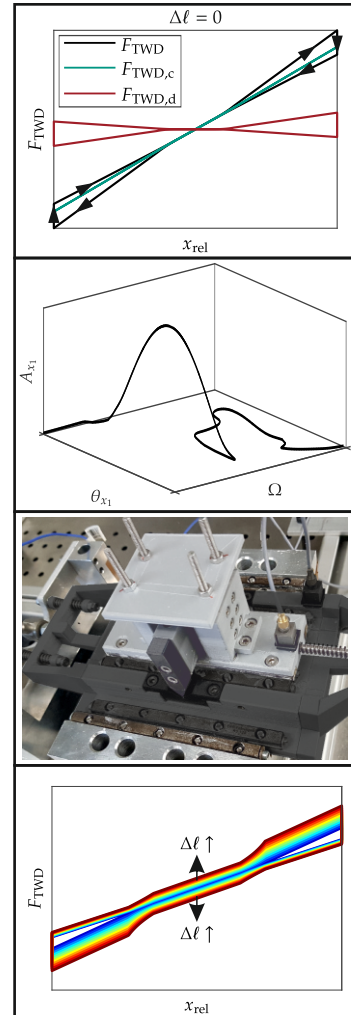 Δℓ = 0
F_TWD
F_TWD,c
F_TWD,d
F_TWD
x_rel
A_x₁
θ_x₁
Ω
Δℓ ↑
F_TWD
Δℓ ↑
x_rel